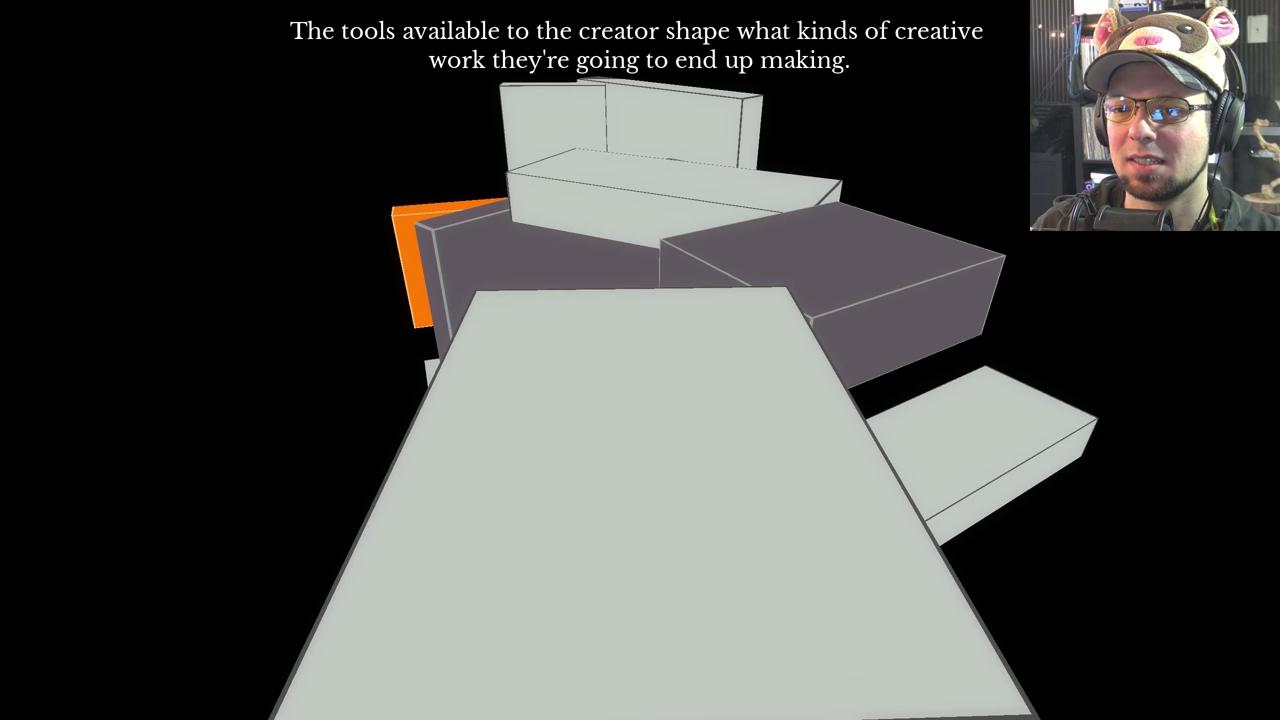 The tools available to the creator shape what kinds of creative
work they're going to end up making.